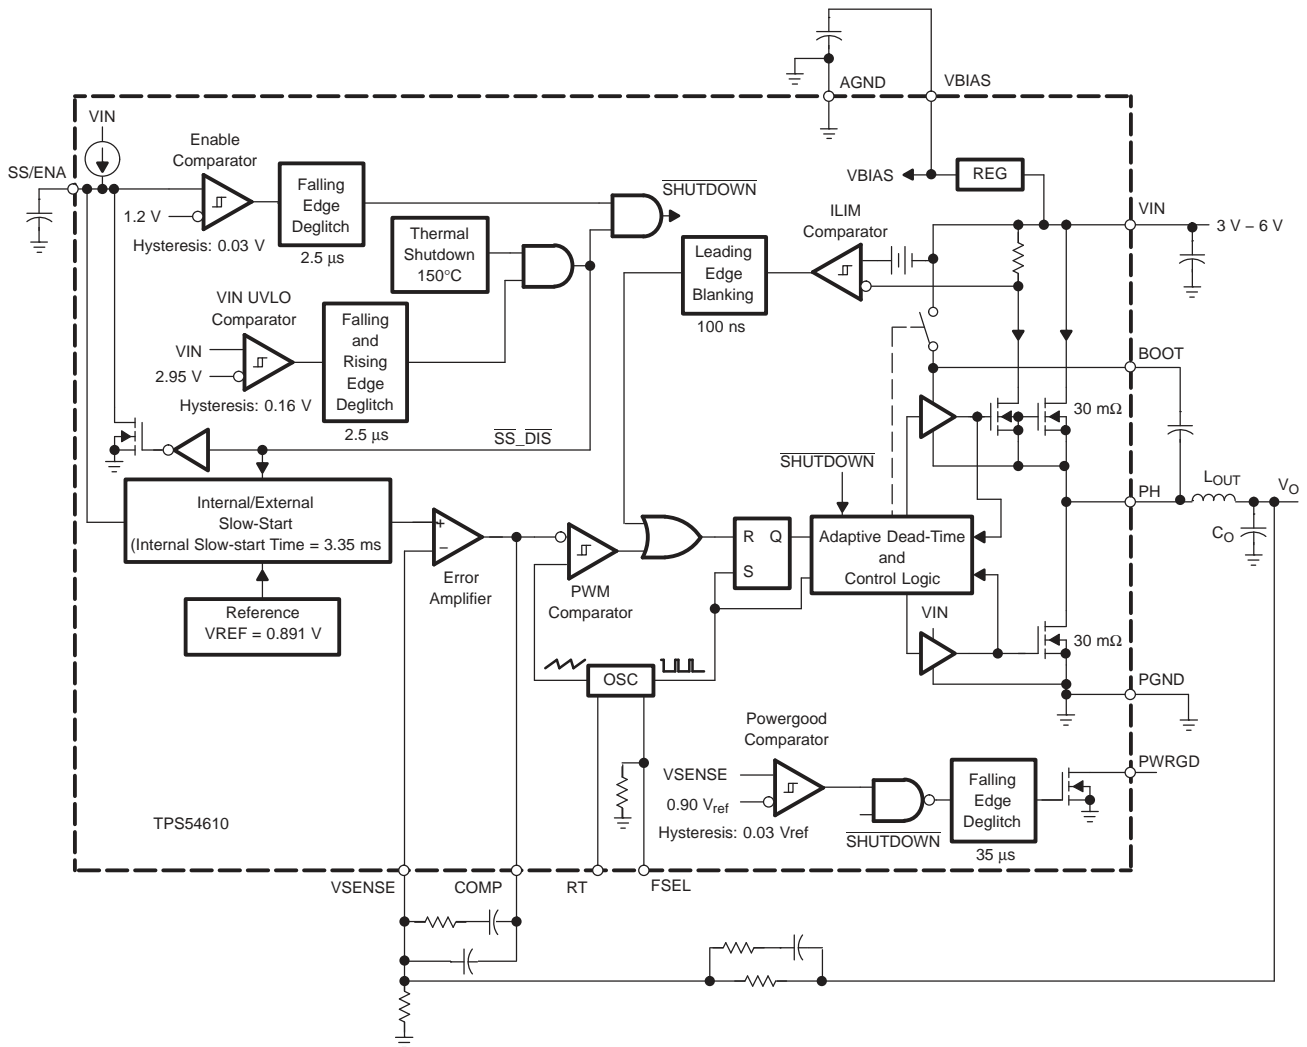 AGND
VBIAS
VIN
Enable
Comparator
SS/ENA
1.2 V
Hysteresis: 0.03 V
Falling
Edge
Deglitch
2.5 μs
SHUTDOWN
Thermal
Shutdown
150°C
VBIAS
REG
ILIM
Comparator
VIN
3 V – 6 V
Leading
Edge
Blanking
100 ns
VIN UVLO
Comparator
VIN
2.95 V
Hysteresis: 0.16 V
Falling
and
Rising
Edge
Deglitch
2.5 μs
BOOT
30 mΩ
SS_DIS
SHUTDOWN
PH
LOUT
VO
CO
Internal/External
Slow-Start
(Internal Slow-start Time = 3.35 ms
+
−
Error
Amplifier
PWM
Comparator
R Q
S
Adaptive Dead-Time
and
Control Logic
Reference
VREF = 0.891 V
VIN
30 mΩ
OSC
PGND
Powergood
Comparator
VSENSE
0.90 Vref
Hysteresis: 0.03 Vref
SHUTDOWN
Falling
Edge
Deglitch
35 μs
PWRGD
TPS54610
VSENSE
COMP
RT
FSEL